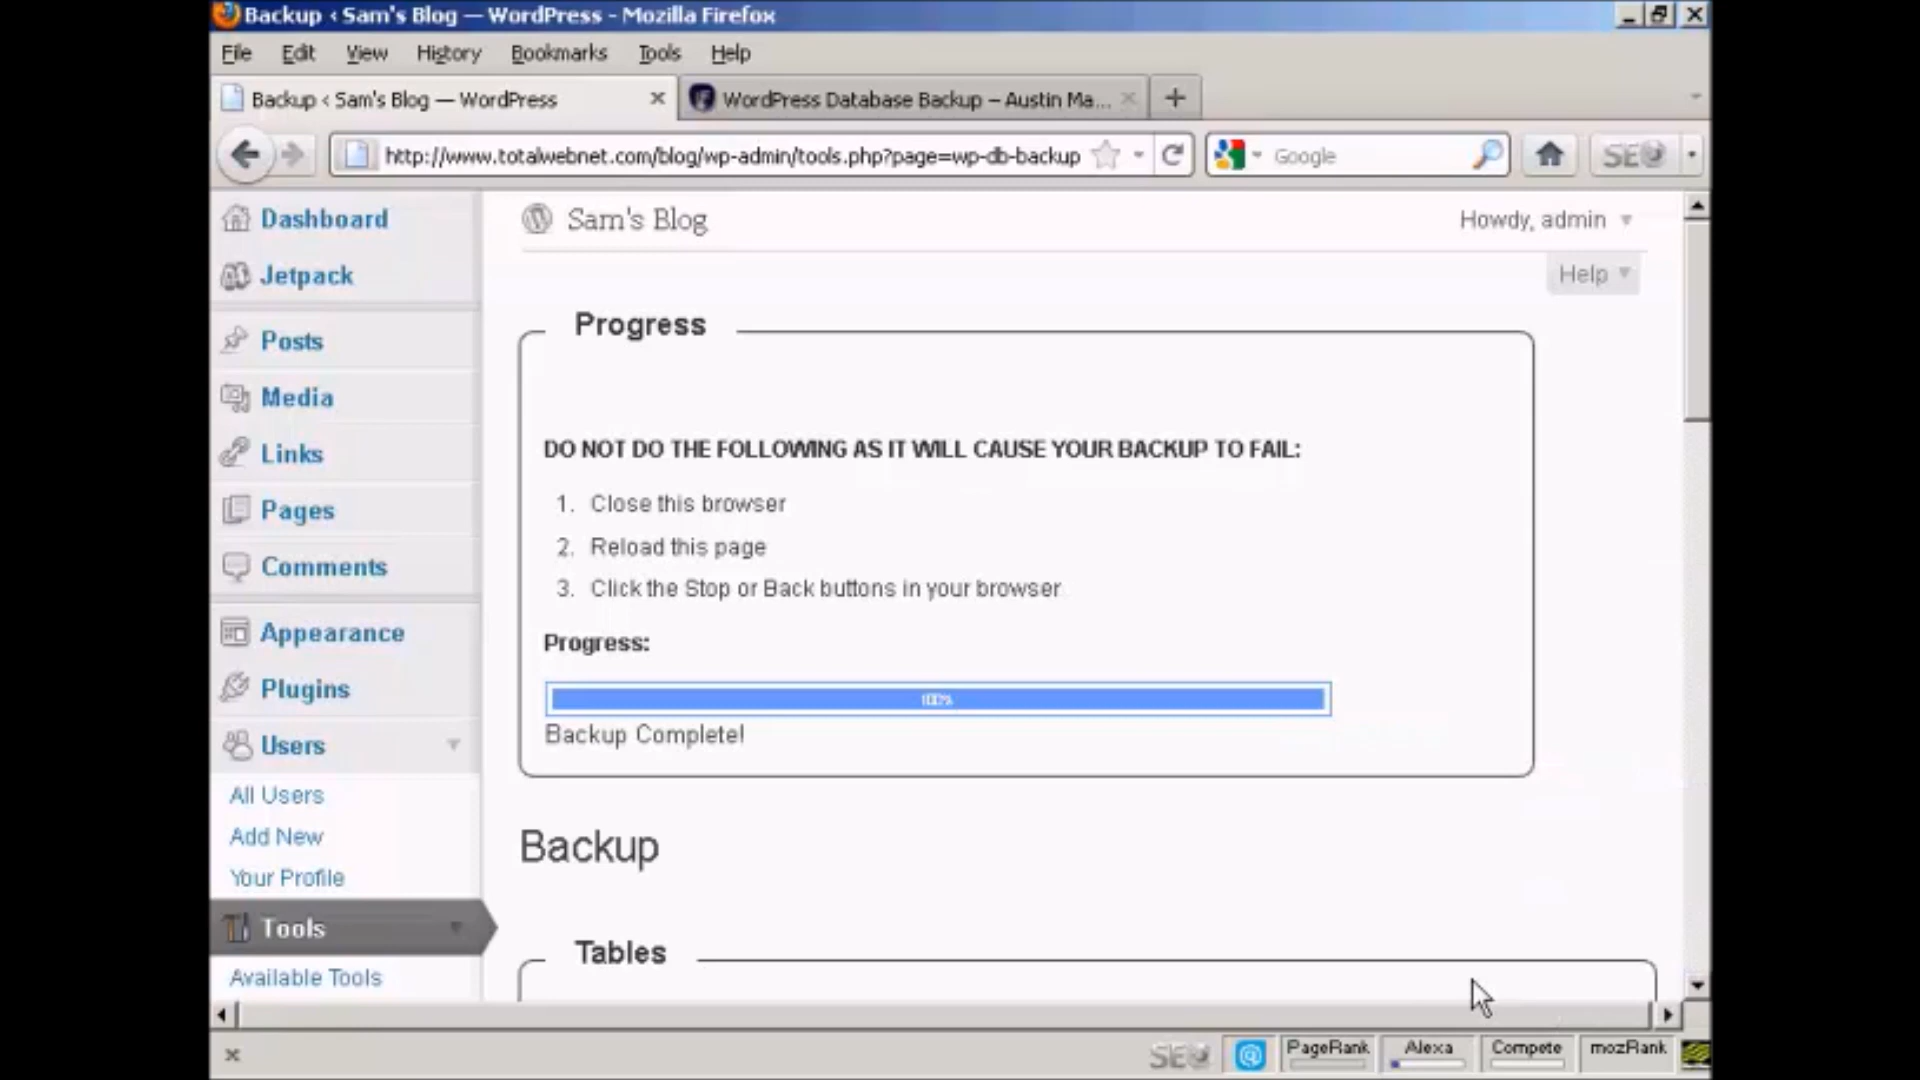 Backup ‹ Sam's Blog — WordPress - Mozilla Firefox
File Edit View History Bookmarks Tools Help
Backup ‹ Sam's Blog — WordPress
WordPress Database Backup – Austin Ma...
http://www.totalwebnet.com/blog/wp-admin/tools.php?page=wp-db-backup
Google
SEO
Dashboard
Jetpack
Posts
Media
Links
Pages
Comments
Appearance
Plugins
Users
All Users
Add New
Your Profile
Tools
Available Tools
Sam's Blog
Howdy, admin
Help
Progress
DO NOT DO THE FOLLOWING AS IT WILL CAUSE YOUR BACKUP TO FAIL:
1. Close this browser
2. Reload this page
3. Click the Stop or Back buttons in your browser
Progress:
100%
Backup Complete!
Backup
Tables
SEO
PageRank
Alexa
Compete
mozRank